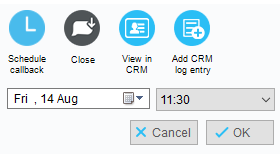 Schedule callback
Close
View in CRM
Add CRM log entry
Fri , 14 Aug
11:30
Cancel
OK